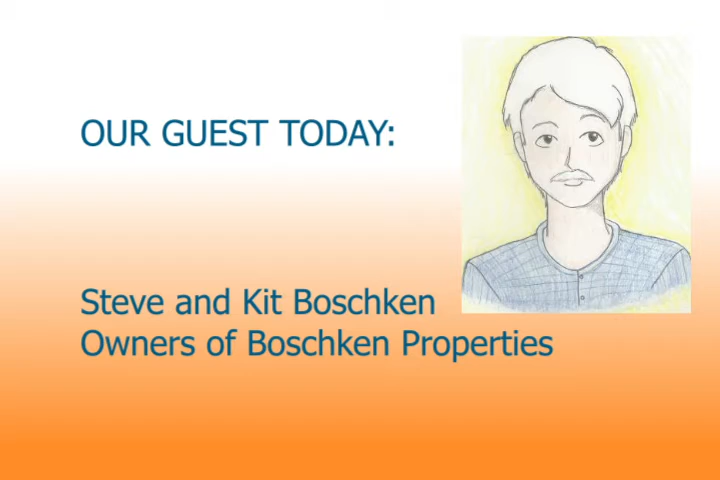 OUR GUEST TODAY:
Steve and Kit Boschken
Owners of Boschken Properties